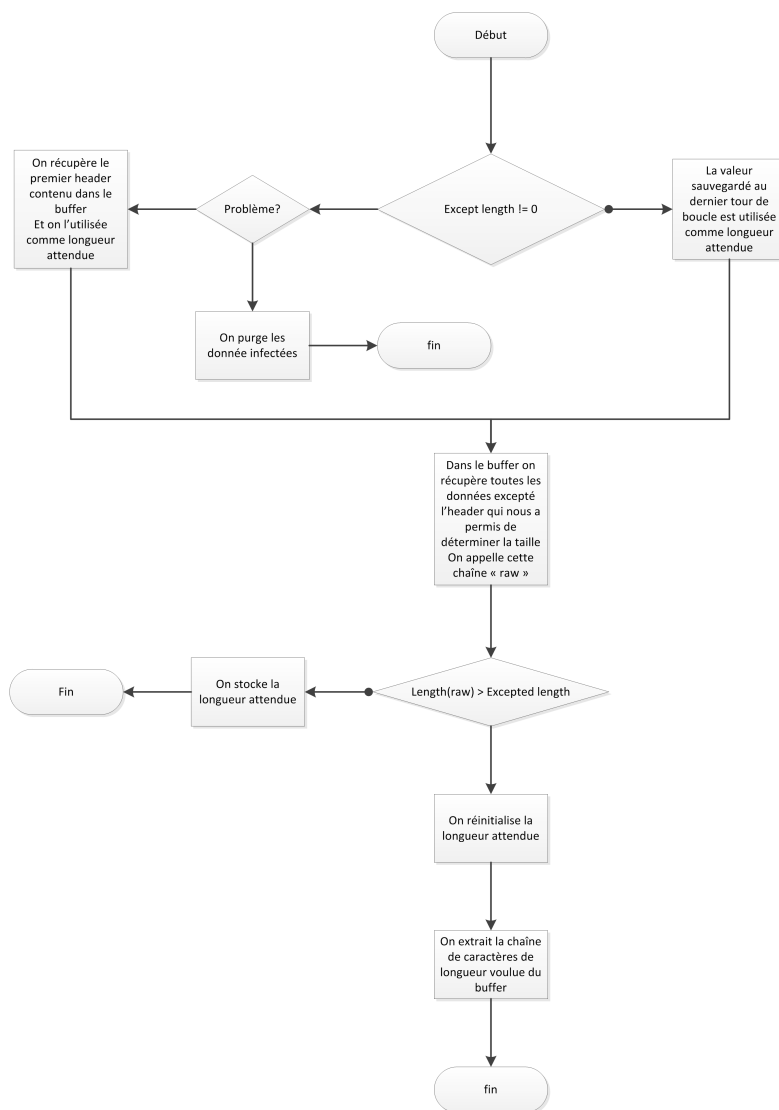 Début
On récupère le
premier header
contenu dans le
buffer
Et on l'utilisée
comme longueur
attendue
Problème?
Except length != 0
La valeur
sauvegardé au
dernier tour de
boucle est utilisée
comme longueur
attendue
On purge les
donnée infectées
fin
Dans le buffer on
récupère toutes les
données excepté
l'header qui nous a
permis de
déterminer la taille
On appelle cette
chaîne « raw »
Fin
On stocke la
longueur attendue
Length(raw) > Excepted length
On réinitialise la
longueur attendue
On extrait la chaîne
de caractères de
longueur voulue du
buffer
fin